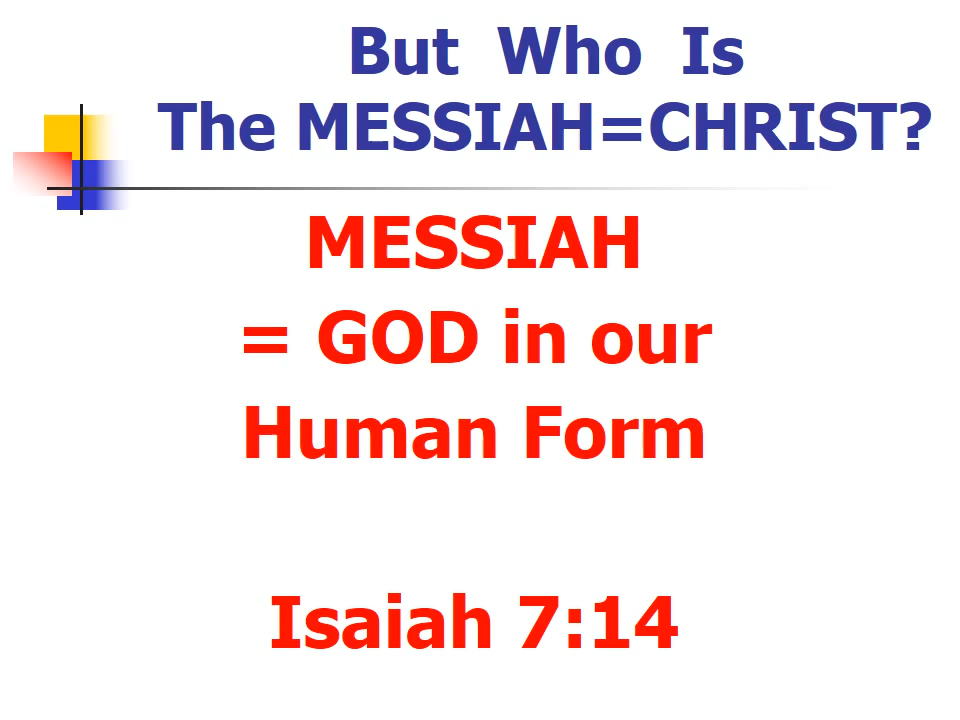 But Who Is
The MESSIAH=CHRIST?
MESSIAH
= GOD in our
Human Form
Isaiah 7:14